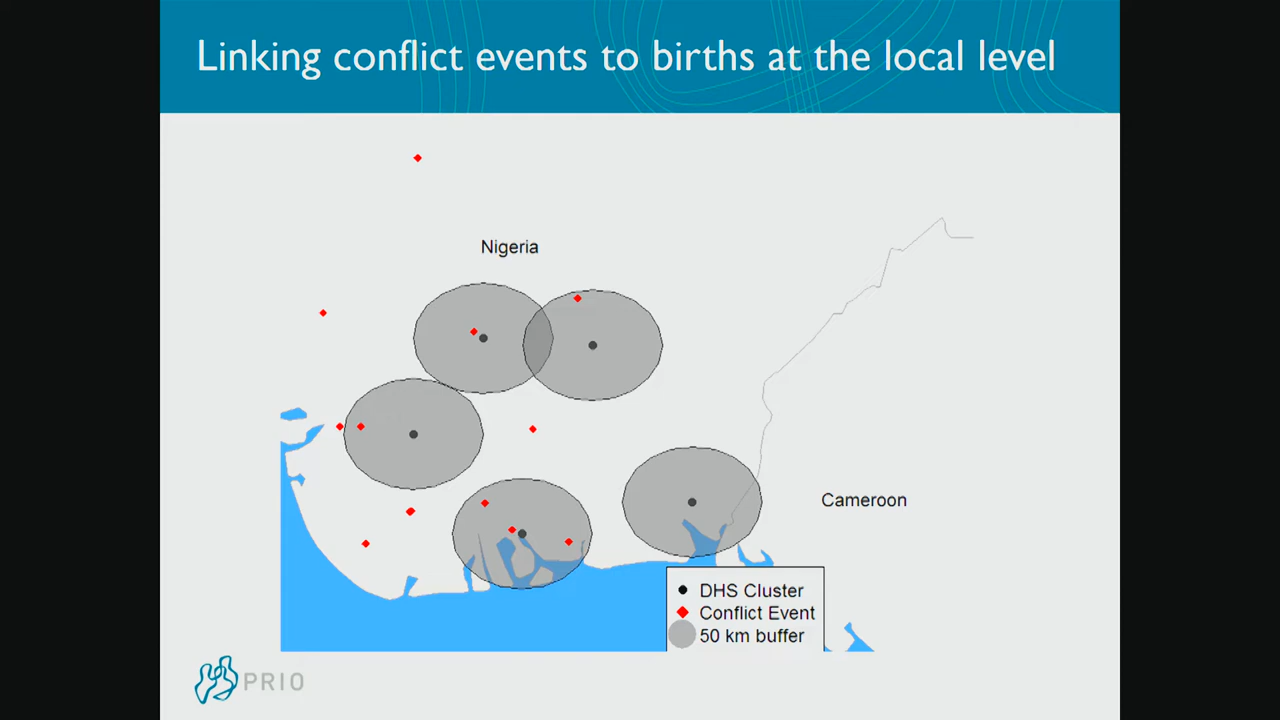 Linking conflict events to births at the local level
Nigeria
Cameroon
DHS Cluster
Conflict Event
50 km buffer
PRIO